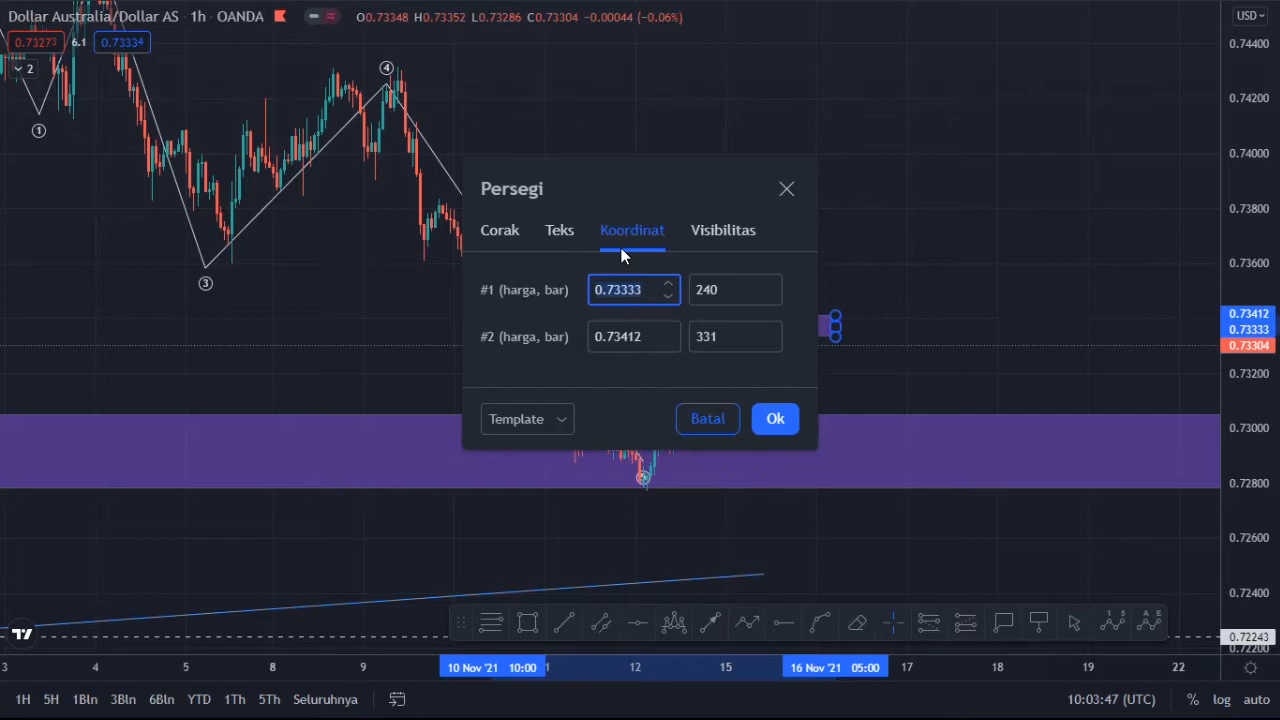 Dollar Australia/Dollar AS · 1h · OANDA
O0.73348 H0.73352 L0.73286 C0.73304 -0.00044 (-0.06%)
USD
0.73273 6.1 0.73334
2
0.74400
0.74200
0.74000
0.73800
0.73600
0.73412
0.73333
0.73304
0.73200
0.73000
0.72800
0.72600
0.72400
0.72243
0.72200
1
3
4
Persegi
Corak Teks Koordinat Visibilitas
#1 (harga, bar) 0.73333 240
#2 (harga, bar) 0.73412 331
Template Batal Ok
1 5
A E
3 4 5 8 9 10 Nov '21 10:00 11 12 15 16 Nov '21 05:00 17 18 19 22
1H 5H 1Bln 3Bln 6Bln YTD 1Th 5Th Seluruhnya 10:03:47 (UTC) % log auto